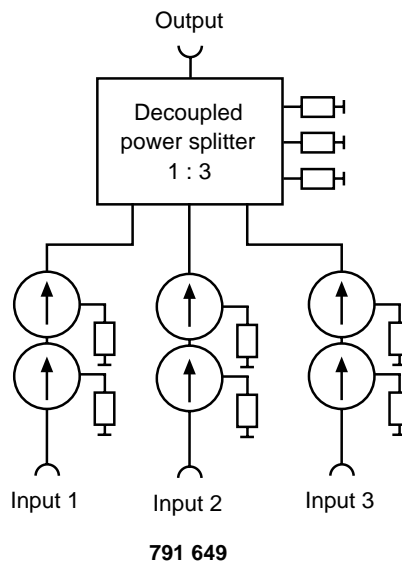 Output
Decoupled
power splitter
1 : 3
Input 1
Input 2
Input 3
791 649